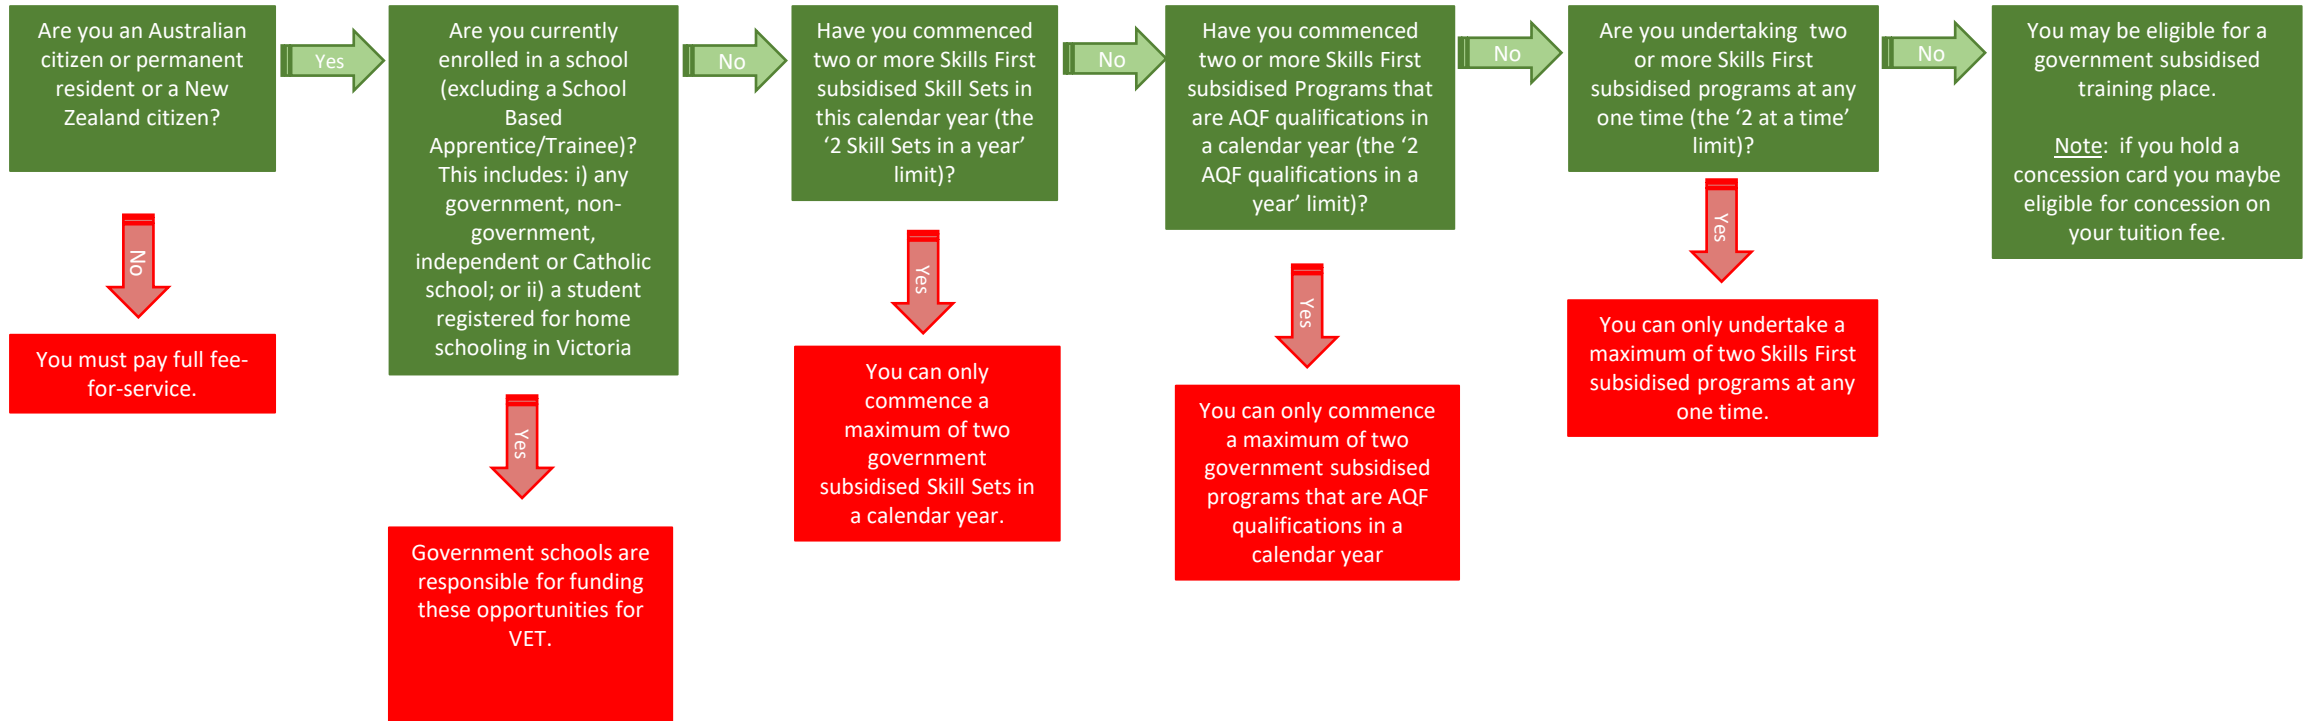 Are you an Australian
citizen or permanent
resident or a New
Zealand citizen?
Yes
No
You must pay full fee-
for-service.
Are you currently
enrolled in a school
(excluding a School
Based
Apprentice/Trainee)?
This includes: i) any
government, non-
government,
independent or Catholic
school; or ii) a student
registered for home
schooling in Victoria
No
Yes
Government schools are
responsible for funding
these opportunities for
VET.
Have you commenced
two or more Skills First
subsidised Skill Sets in
this calendar year (the
‘2 Skill Sets in a year’
limit)?
No
Yes
You can only
commence a
maximum of two
government
subsidised Skill Sets in
a calendar year.
Have you commenced
two or more Skills First
subsidised Programs that
are AQF qualifications in
a calendar year (the ‘2
AQF qualifications in a
year’ limit)?
No
Yes
You can only commence
a maximum of two
government subsidised
programs that are AQF
qualifications in a
calendar year
Are you undertaking two
or more Skills First
subsidised programs at any
one time (the ‘2 at a time’
limit)?
No
Yes
You can only undertake a
maximum of two Skills First
subsidised programs at any
one time.
You may be eligible for a
government subsidised
training place.
Note: if you hold a
concession card you maybe
eligible for concession on
your tuition fee.